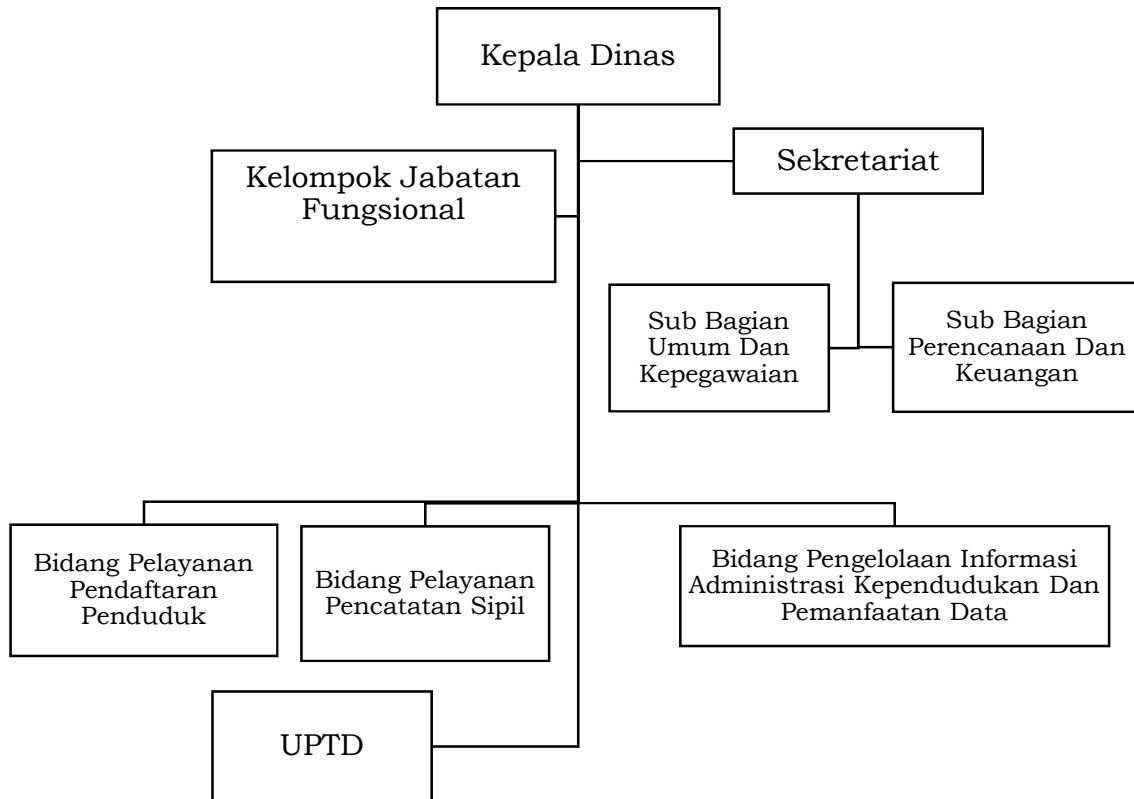 Kepala Dinas
Kelompok Jabatan
Fungsional
Sekretariat
Sub Bagian
Umum Dan
Kepegawaian
Sub Bagian
Perencanaan Dan
Keuangan
Bidang Pelayanan
Pendaftaran
Penduduk
Bidang Pelayanan
Pencatatan Sipil
Bidang Pengelolaan Informasi
Administrasi Kependudukan Dan
Pemanfaatan Data
UPTD